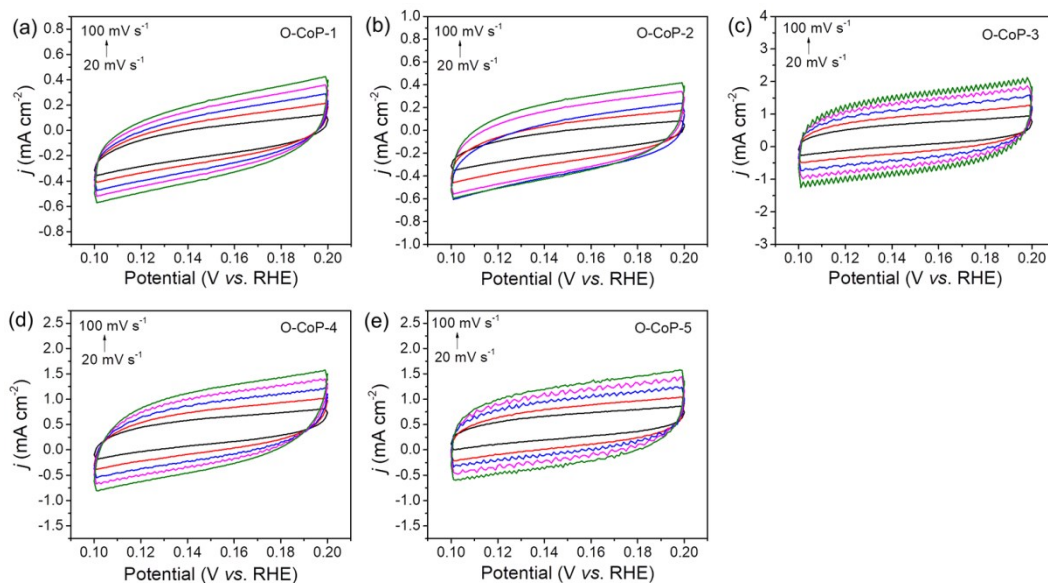 (a)
100 mV s⁻¹
20 mV s⁻¹
O-CoP-1
0.8
0.6
0.4
0.2
0.0
-0.2
-0.4
-0.6
-0.8
j (mA cm⁻²)
0.10 0.12 0.14 0.16 0.18 0.20
Potential (V vs. RHE)
(b)
100 mV s⁻¹
20 mV s⁻¹
O-CoP-2
1.0
0.8
0.6
0.4
0.2
0.0
-0.2
-0.4
-0.6
-0.8
-1.0
j (mA cm⁻²)
0.10 0.12 0.14 0.16 0.18 0.20
Potential (V vs. RHE)
(c)
100 mV s⁻¹
20 mV s⁻¹
O-CoP-3
4
3
2
1
0
-1
-2
-3
j (mA cm⁻²)
0.10 0.12 0.14 0.16 0.18 0.20
Potential (V vs. RHE)
(d)
100 mV s⁻¹
20 mV s⁻¹
O-CoP-4
2.5
2.0
1.5
1.0
0.5
0.0
-0.5
-1.0
-1.5
j (mA cm⁻²)
0.10 0.12 0.14 0.16 0.18 0.20
Potential (V vs. RHE)
(e)
100 mV s⁻¹
20 mV s⁻¹
O-CoP-5
2.5
2.0
1.5
1.0
0.5
0.0
-0.5
-1.0
-1.5
j (mA cm⁻²)
0.10 0.12 0.14 0.16 0.18 0.20
Potential (V vs. RHE)